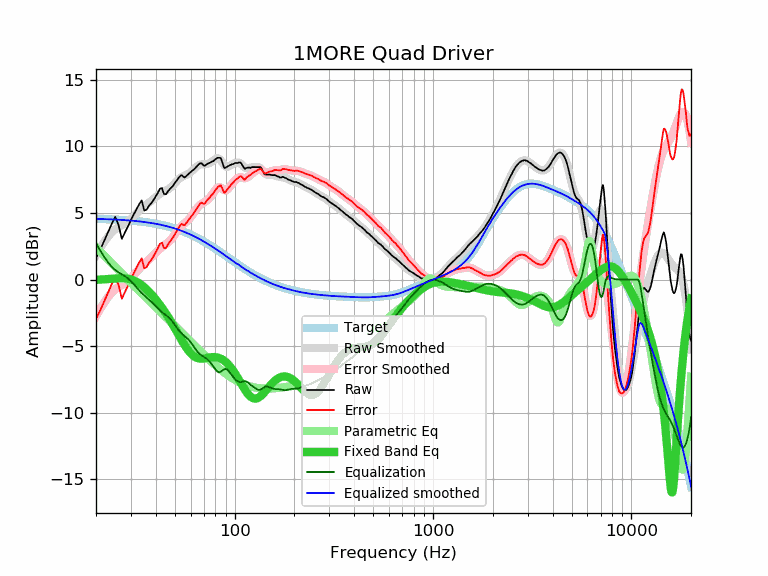 1MORE Quad Driver
15
10
5
0
−5
−10
−15
Amplitude (dBr)
Target
Raw Smoothed
Error Smoothed
Raw
Error
Parametric Eq
Fixed Band Eq
Equalization
Equalized smoothed
100
1000
10000
Frequency (Hz)